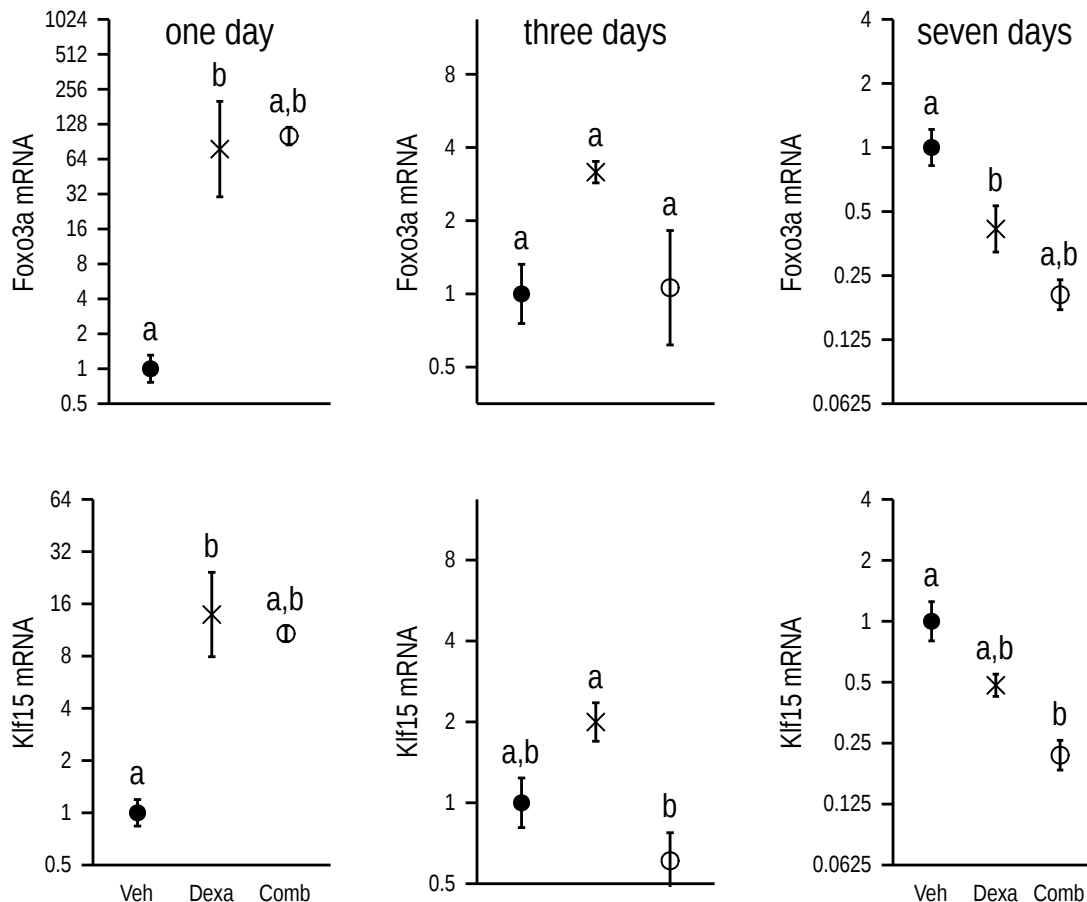 one day
three days
seven days
Foxo3a mRNA
1024
512
256
128
64
32
16
8
4
2
1
0.5
a
b
a,b
Foxo3a mRNA
8
4
2
1
0.5
a
a
a
Foxo3a mRNA
4
2
1
0.5
0.25
0.125
0.0625
a
b
a,b
Klf15 mRNA
64
32
16
8
4
2
1
0.5
a
b
a,b
Klf15 mRNA
8
4
2
1
0.5
a,b
a
b
Klf15 mRNA
4
2
1
0.5
0.25
0.125
0.0625
a
a,b
b
Veh Dexa Comb
Veh Dexa Comb